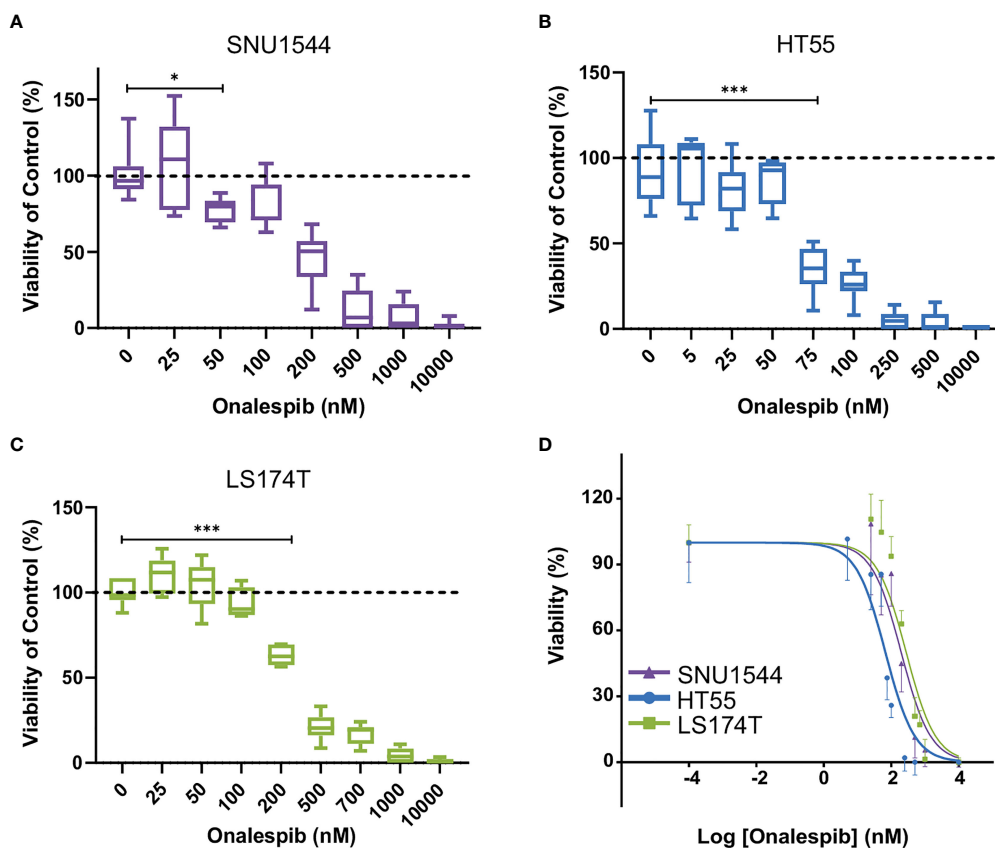 A
SNU1544
Viability of Control (%)
150
100
50
0
*
0 25 50 100 200 500 1000 10000
Onalespib (nM)
B
HT55
Viability of Control (%)
150
100
50
0
***
0 5 25 50 75 100 250 500 10000
Onalespib (nM)
C
LS174T
Viability of Control (%)
150
100
50
0
***
0 25 50 100 200 500 700 1000 10000
Onalespib (nM)
D
Viability (%)
120
90
60
30
0
SNU1544
HT55
LS174T
-4 -2 0 2 4
Log [Onalespib] (nM)